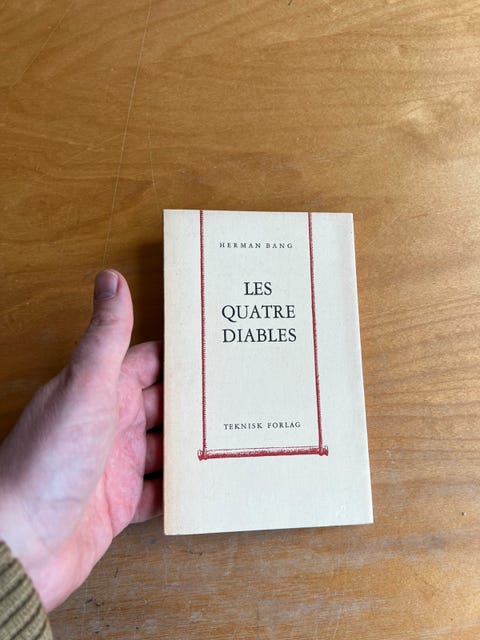 HERMAN BANG
LES
QUATRE
DIABLES
TEKNISK FORLAG